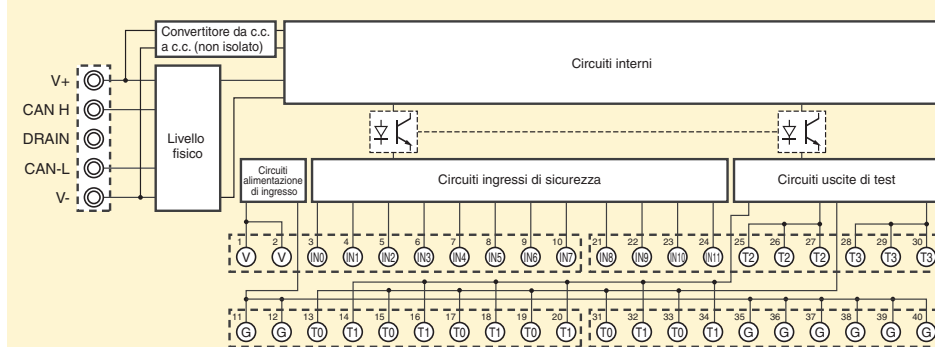 Convertitore da c.c.
a c.c. (non isolato)
Circuiti interni
V+
CAN H
DRAIN
CAN-L
V-
Livello
fisico
Circuiti
alimentazione
di ingresso
Circuiti ingressi di sicurezza
Circuiti uscite di test
1 2 3 4 5 6 7 8 9 10 21 22 23 24 25 26 27 28 29 30
V V IN0 IN1 IN2 IN3 IN4 IN5 IN6 IN7 IN8 IN9 IN10 IN11 T2 T2 T2 T3 T3 T3
11 12 13 14 15 16 17 18 19 20 31 32 33 34 35 36 37 38 39 40
G G T0 T1 T0 T1 T0 T1 T0 T1 T0 T1 T0 T1 G G G G G G